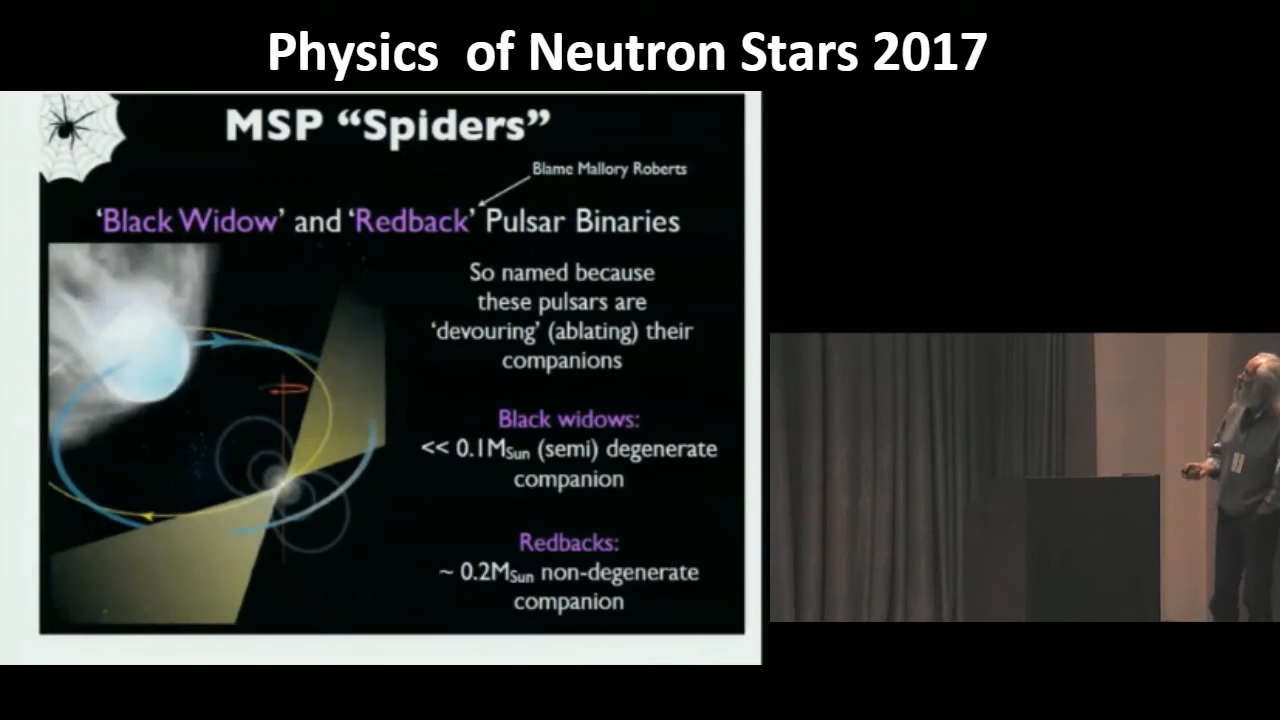 Physics of Neutron Stars 2017
MSP “Spiders”
Blame Mallory Roberts
‘Black Widow’ and ‘Redback’ Pulsar Binaries
So named because
these pulsars are
‘devouring’ (ablating) their
companions
Black widows:
<< 0.1MSun (semi) degenerate
companion
Redbacks:
~ 0.2MSun non-degenerate
companion